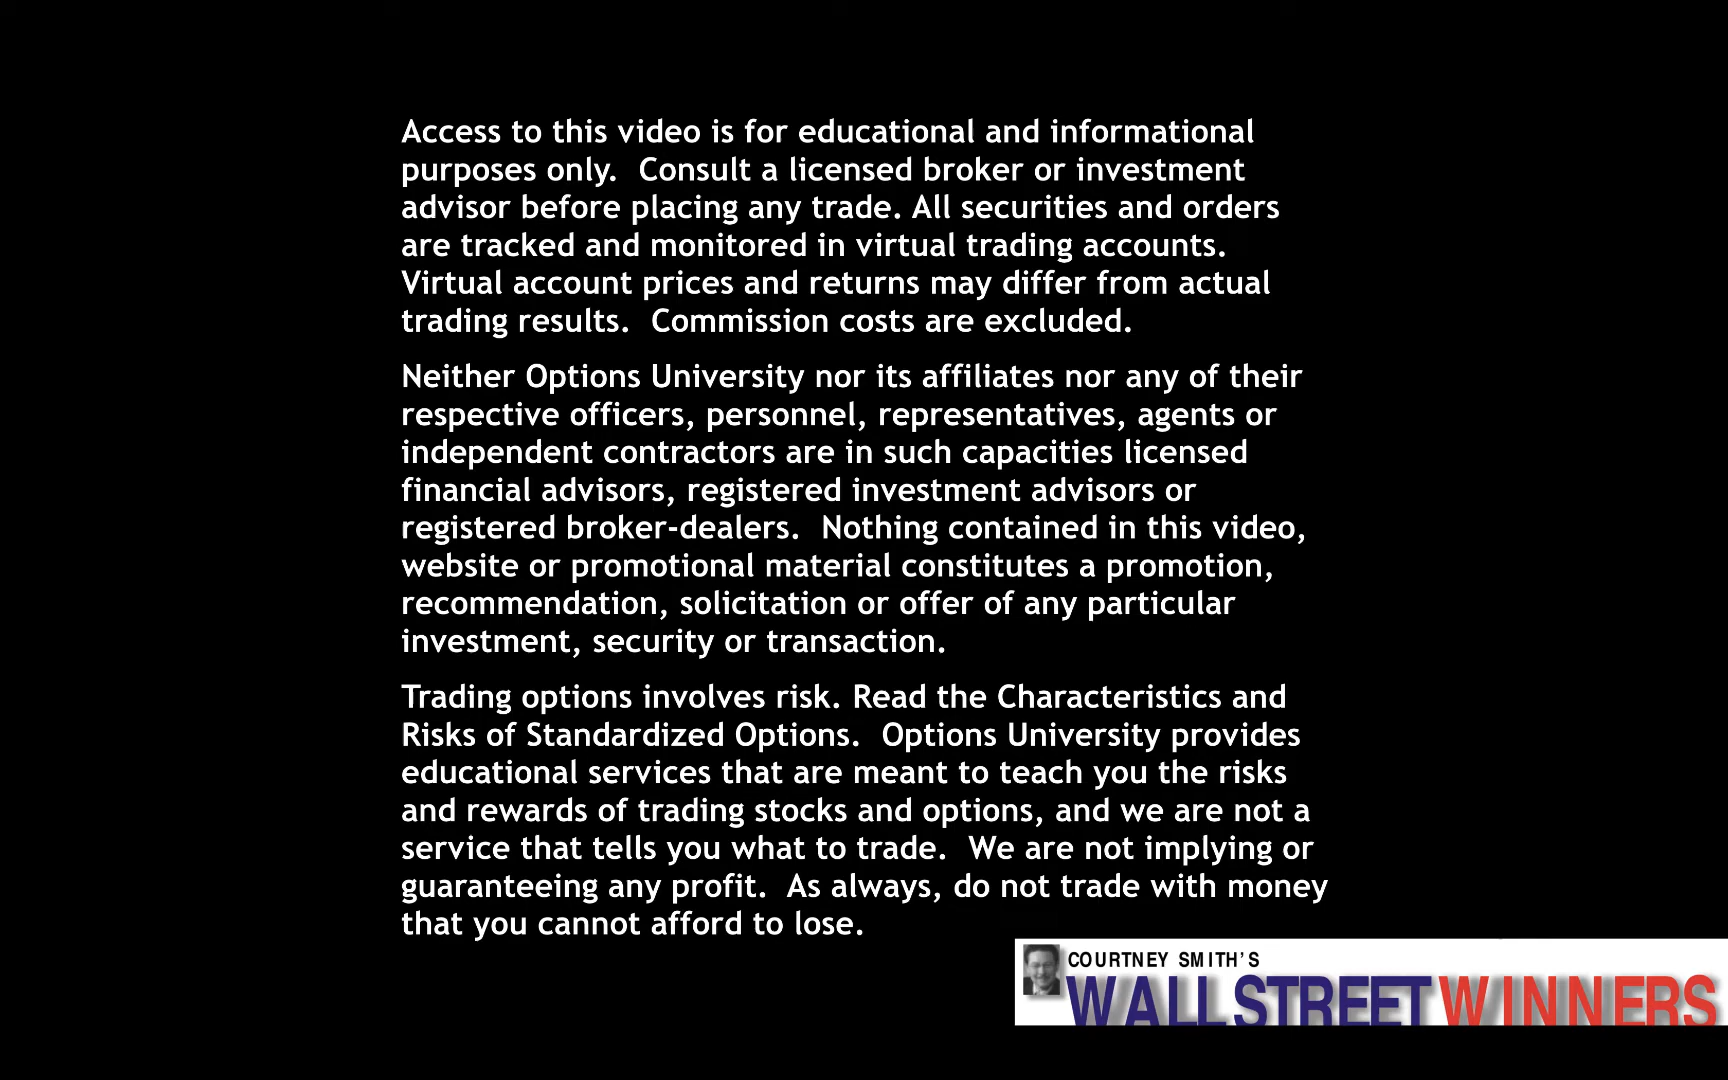 Access to this video is for educational and informational
purposes only.  Consult a licensed broker or investment
advisor before placing any trade. All securities and orders
are tracked and monitored in virtual trading accounts.
Virtual account prices and returns may differ from actual
trading results.  Commission costs are excluded.
Neither Options University nor its affiliates nor any of their
respective officers, personnel, representatives, agents or
independent contractors are in such capacities licensed
financial advisors, registered investment advisors or
registered broker-dealers.  Nothing contained in this video,
website or promotional material constitutes a promotion,
recommendation, solicitation or offer of any particular
investment, security or transaction.
Trading options involves risk. Read the Characteristics and
Risks of Standardized Options.  Options University provides
educational services that are meant to teach you the risks
and rewards of trading stocks and options, and we are not a
service that tells you what to trade.  We are not implying or
guaranteeing any profit.  As always, do not trade with money
that you cannot afford to lose.
COURTNEY SMITH'S
WALL STREET WINNERS